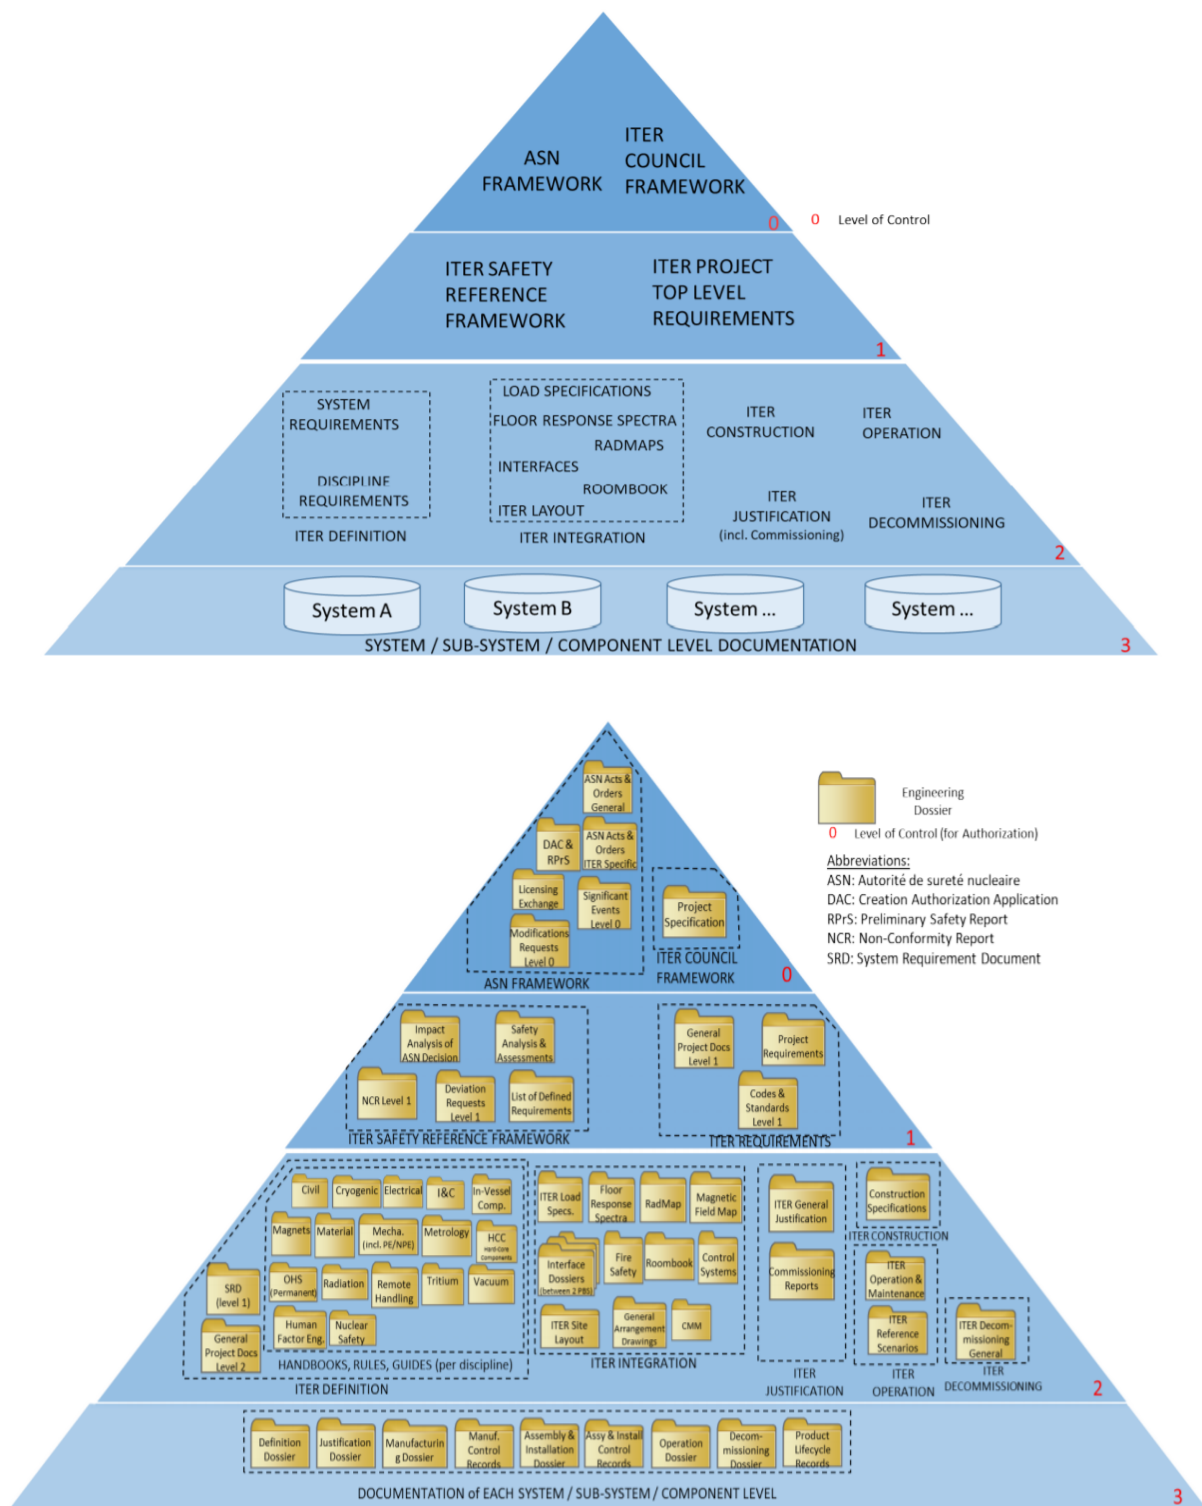 ASN
FRAMEWORK
ITER
COUNCIL
FRAMEWORK
0
0 Level of Control
ITER SAFETY
REFERENCE
FRAMEWORK
ITER PROJECT
TOP LEVEL
REQUIREMENTS
1
SYSTEM
REQUIREMENTS
DISCIPLINE
REQUIREMENTS
ITER DEFINITION
LOAD SPECIFICATIONS
FLOOR RESPONSE SPECTRA
RADMAPS
INTERFACES
ROOMBOOK
ITER LAYOUT
ITER INTEGRATION
ITER
CONSTRUCTION
ITER
OPERATION
ITER
JUSTIFICATION
(incl. Commissioning)
ITER
DECOMMISSIONING
2
System A
System B
System ...
System ...
SYSTEM / SUB-SYSTEM / COMPONENT LEVEL DOCUMENTATION
3
ASN Acts &
Orders
General
DAC &
RPrS
ASN Acts &
Orders
ITER Specific
Licensing
Exchange
Significant
Events
Level 0
Modifications
Requests
Level 0
ASN FRAMEWORK
Project
Specification
ITER COUNCIL
FRAMEWORK
0
Engineering
Dossier
0 Level of Control (for Authorization)
Abbreviations:
ASN: Autorité de sureté nucleaire
DAC: Creation Authorization Application
RPrS: Preliminary Safety Report
NCR: Non-Conformity Report
SRD: System Requirement Document
Impact
Analysis of
ASN Decision
Safety
Analysis &
Assessments
NCR Level 1
Deviation
Requests
Level 1
List of Defined
Requirements
ITER SAFETY REFERENCE FRAMEWORK
General
Project Docs
Level 1
Project
Requirements
Codes &
Standards
Level 1
ITER REQUIREMENTS
1
Civil
Cryogenic
Electrical
I&C
In-Vessel
Comp.
Magnets
Material
Mecha.
(incl. PE/NPE)
Metrology
HCC
Hard-Core
Components
SRD
(level 1)
OHS
(Permanent)
Radiation
Remote
Handling
Tritium
Vacuum
General
Project Docs
Level 2
Human
Factor Eng.
Nuclear
Safety
HANDBOOKS, RULES, GUIDES (per discipline)
ITER DEFINITION
ITER Load
Specs.
Floor
Response
Spectra
RadMap
Magnetic
Field Map
Interface
Dossiers
(between 2 PBS)
Fire
Safety
Roombook
Control
Systems
ITER Site
Layout
General
Arrangement
Drawings
CMM
ITER INTEGRATION
ITER General
Justification
Commissioning
Reports
ITER
JUSTIFICATION
Construction
Specifications
ITER CONSTRUCTION
ITER
Operation &
Maintenance
ITER
Reference
Scenarios
ITER
OPERATION
ITER Decom-
missioning
General
ITER
DECOMMISSIONING
2
Definition
Dossier
Justification
Dossier
Manufacturin
g Dossier
Manuf.
Control
Records
Assembly &
Installation
Dossier
Assy & Install
Control
Records
Operation
Dossier
Decom-
missioning
Dossier
Product
Lifecycle
Records
DOCUMENTATION of EACH SYSTEM / SUB-SYSTEM / COMPONENT LEVEL
3